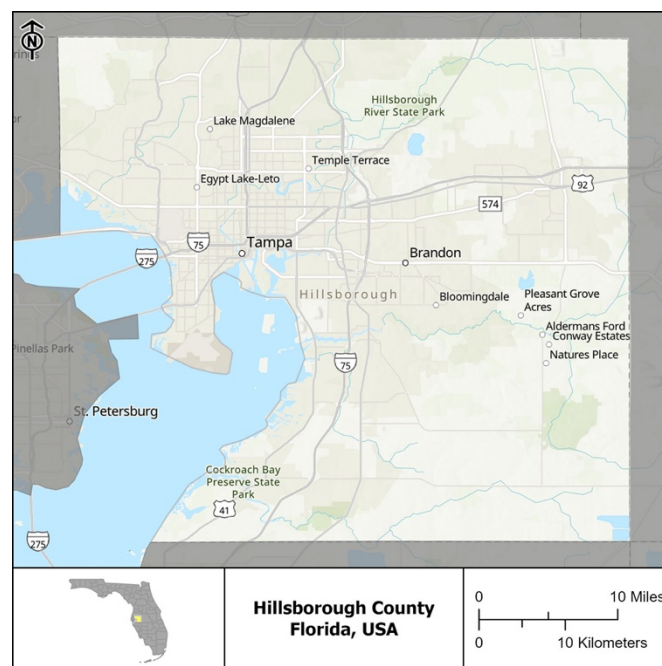 N
Hillsborough
River State Park
Lake Magdalene
Temple Terrace
Egypt Lake-Leto
92
574
Tampa
75
275
Brandon
Hillsborough
Bloomingdale
Pleasant Grove
Acres
Aldermans Ford
Conway Estates
Natures Place
Pinellas Park
75
St. Petersburg
Cockroach Bay
Preserve State
Park
41
275
Hillsborough County
Florida, USA
0
10 Miles
0
10 Kilometers